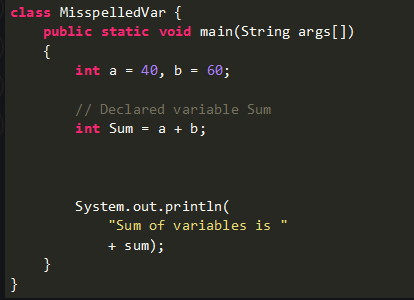 class MisspelledVar {
    public static void main(String args[])
    {
        int a = 40, b = 60;
        // Declared variable Sum
        int Sum = a + b;
        System.out.println(
            "Sum of variables is "
            + sum);
    }
}